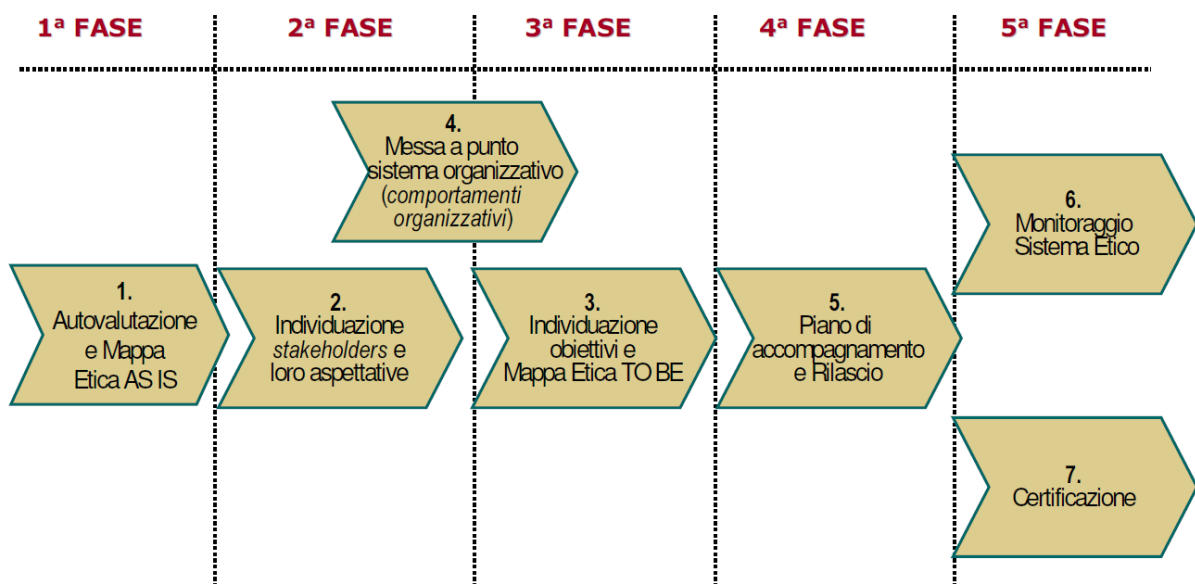 1ª FASE
2ª FASE
3ª FASE
4ª FASE
5ª FASE
4.
Messa a punto
sistema organizzativo
(comportamenti
organizzativi)
6.
Monitoraggio
Sistema Etico
1.
Autovalutazione
e Mappa
Etica AS IS
2.
Individuazione
stakeholders e
loro aspettative
3.
Individuazione
obiettivi e
Mappa Etica TO BE
5.
Piano di
accompagnamento
e Rilascio
7.
Certificazione